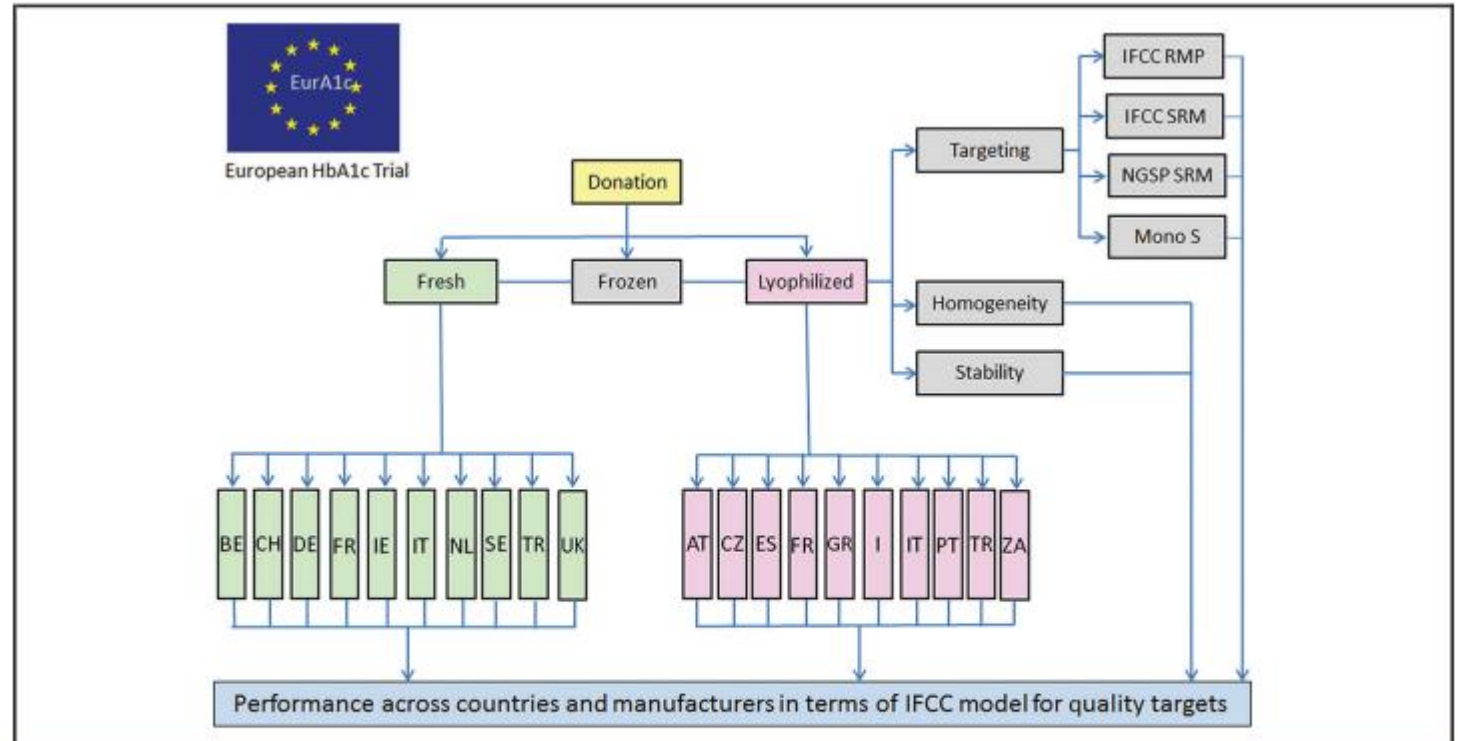 EurA1c
European HbA1c Trial
Donation
Fresh
Frozen
Lyophilized
Targeting
Homogeneity
Stability
IFCC RMP
IFCC SRM
NGSP SRM
Mono S
BE CH DE FR IE IT NL SE TR UK
AT CZ ES FR GR I IT PT TR ZA
Performance across countries and manufacturers in terms of IFCC model for quality targets